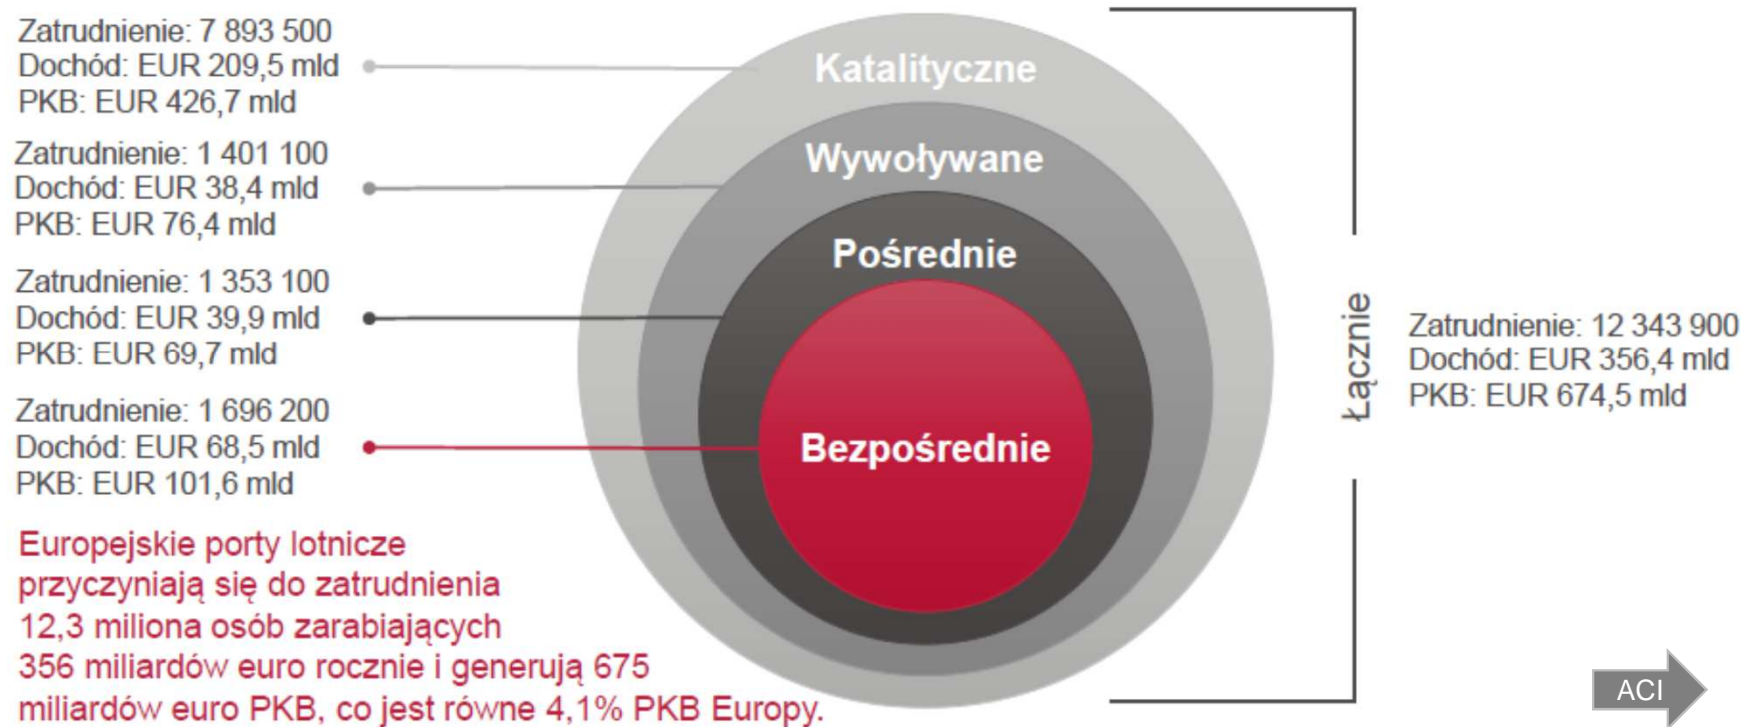 Zatrudnienie: 7 893 500
Dochód: EUR 209,5 mld
PKB: EUR 426,7 mld
Zatrudnienie: 1 401 100
Dochód: EUR 38,4 mld
PKB: EUR 76,4 mld
Zatrudnienie: 1 353 100
Dochód: EUR 39,9 mld
PKB: EUR 69,7 mld
Zatrudnienie: 1 696 200
Dochód: EUR 68,5 mld
PKB: EUR 101,6 mld
Europejskie porty lotnicze
przyczyniają się do zatrudnienia
12,3 miliona osób zarabiających
356 miliardów euro rocznie i generują 675
miliardów euro PKB, co jest równe 4,1% PKB Europy.
Katalityczne
Wywoływane
Pośrednie
Bezpośrednie
Łącznie
Zatrudnienie: 12 343 900
Dochód: EUR 356,4 mld
PKB: EUR 674,5 mld
ACI